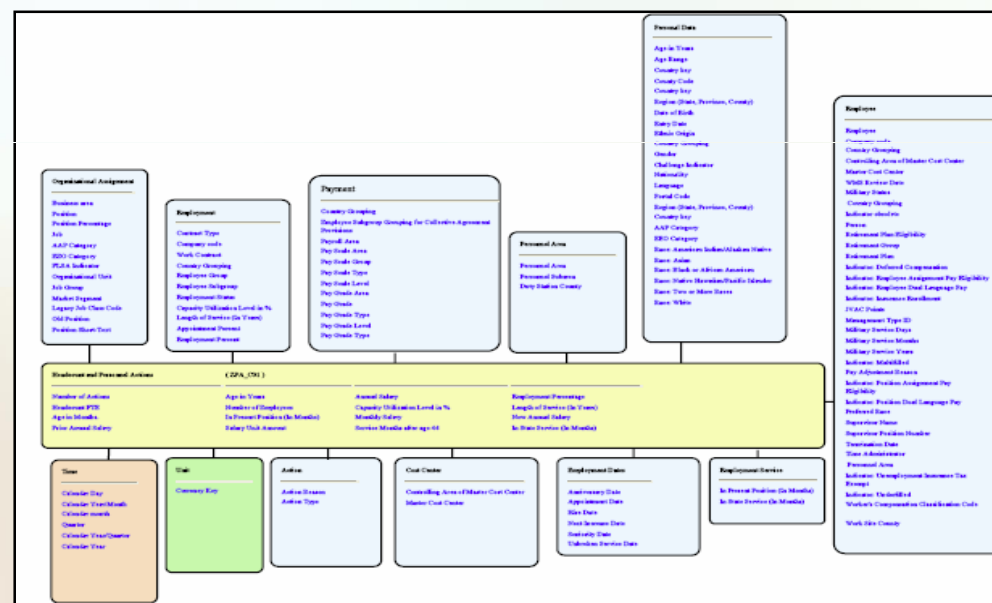 Organizational Assignment
Business area
Position
Position Percentage
Job
AAP Category
EEO Category
FLSA Indicator
Organizational Unit
Job Group
Market Segment
Legacy Job Class Code
Old Position
Position Short Text
Employment
Contract Type
Company code
Work Contract
Country Grouping
Employee Group
Employee Subgroup
Employment Status
Capacity Utilization Level in %
Length of Service (In Years)
Appointment Percent
Employment Percent
Payment
Country Grouping
Employee Subgroup Grouping for Collective Agreement
Provisions
Payroll Area
Pay Scale Area
Pay Scale Group
Pay Scale Type
Pay Scale Level
Pay Grade Area
Pay Grade
Pay Grade Type
Pay Grade Level
Pay Grade Type
Personnel Area
Personnel Area
Personnel Subarea
Duty Station County
Personal Data
Age in Years
Age Range
Country key
County Code
Country key
Region (State, Province, County)
Date of Birth
Entry Date
Ethnic Origin
Country Grouping
Gender
Challenge Indicator
Nationality
Language
Postal Code
Region (State, Province, County)
Country key
AAP Category
EEO Category
Race: American Indian/Alaskan Native
Race: Asian
Race: Black or African American
Race: Native Hawaiian/Pacific Islander
Race: Two or More Races
Race: White
Employee
Employee
Company code
Country Grouping
Controlling Area of Master Cost Center
Master Cost Center
Review Date
Military Status
Country Grouping
Indicator obsolete
Person
Retirement Plan Eligibility
Retirement Group
Retirement Plan
Indicator: Deferred Compensation
Indicator: Employee Assignment Pay Eligibility
Indicator: Employee Dual Language Pay
Indicator: Insurance Enrollment
Points
Management Type ID
Military Service Days
Military Service Months
Military Service Years
Indicator: Multifilled
Pay Adjustment Reason
Indicator: Position Assignment Pay
Eligibility
Indicator: Position Dual Language Pay
Preferred Race
Supervisor Name
Supervisor Position Number
Termination Date
Time Administrator
Personnel Area
Indicator: Unemployment Insurance Tax
Exempt
Indicator: Underfilled
Worker's Compensation Classification Code
Work Site County
Headcount and Personnel Actions (ZPA_C01)
Number of Actions
Headcount FTE
Age in Months
Prior Annual Salary
Age in Years
Number of Employees
In Present Position (In Months)
Salary Unit Amount
Annual Salary
Capacity Utilization Level in %
Monthly Salary
Service Months after age 44
Employment Percentage
Length of Service (In Years)
New Annual Salary
In State Service (In Months)
Time
Calendar Day
Calendar Year/Month
Calendar month
Quarter
Calendar Year/Quarter
Calendar Year
Unit
Currency Key
Action
Action Reason
Action Type
Cost Center
Controlling Area of Master Cost Center
Master Cost Center
Employment Dates
Anniversary Date
Appointment Date
Hire Date
Next Increase Date
Seniority Date
Unbroken Service Date
Employment Service
In Present Position (In Months)
In State Service (In Months)